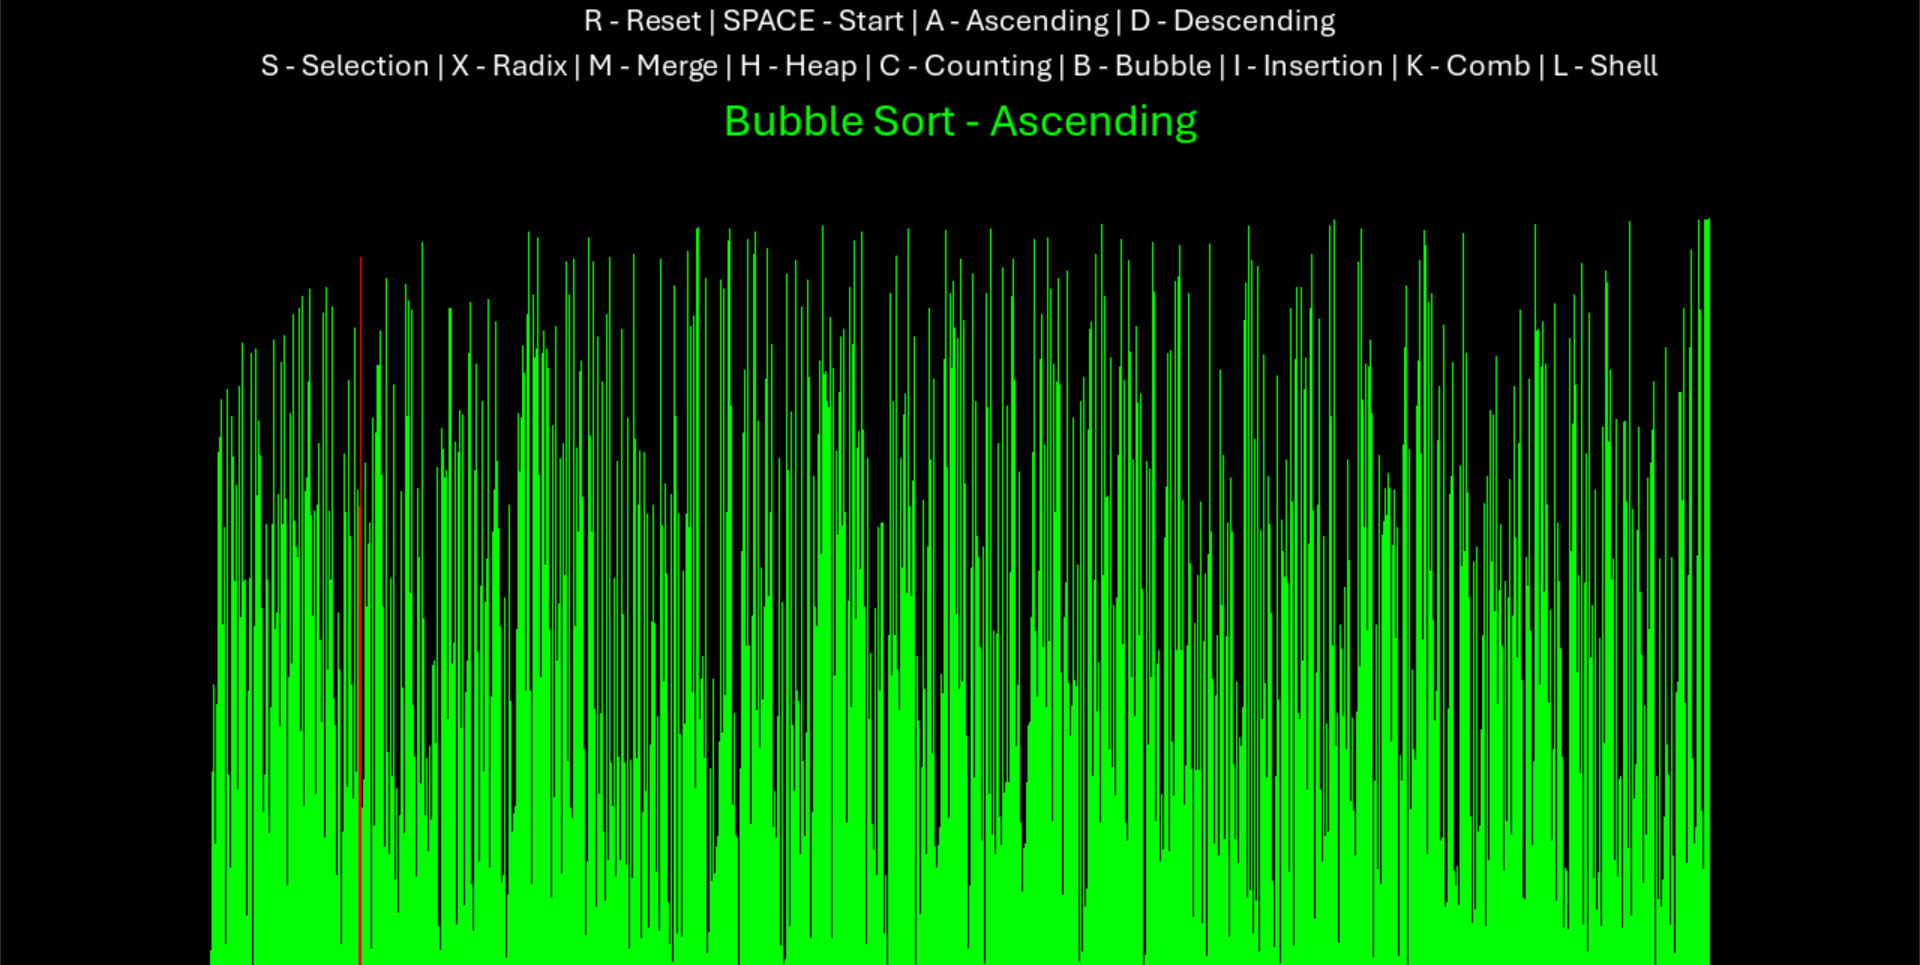 R - Reset | SPACE - Start | A - Ascending | D - Descending
S - Selection | X - Radix | M - Merge | H - Heap | C - Counting | B - Bubble | I - Insertion | K - Comb | L - Shell
Bubble Sort - Ascending